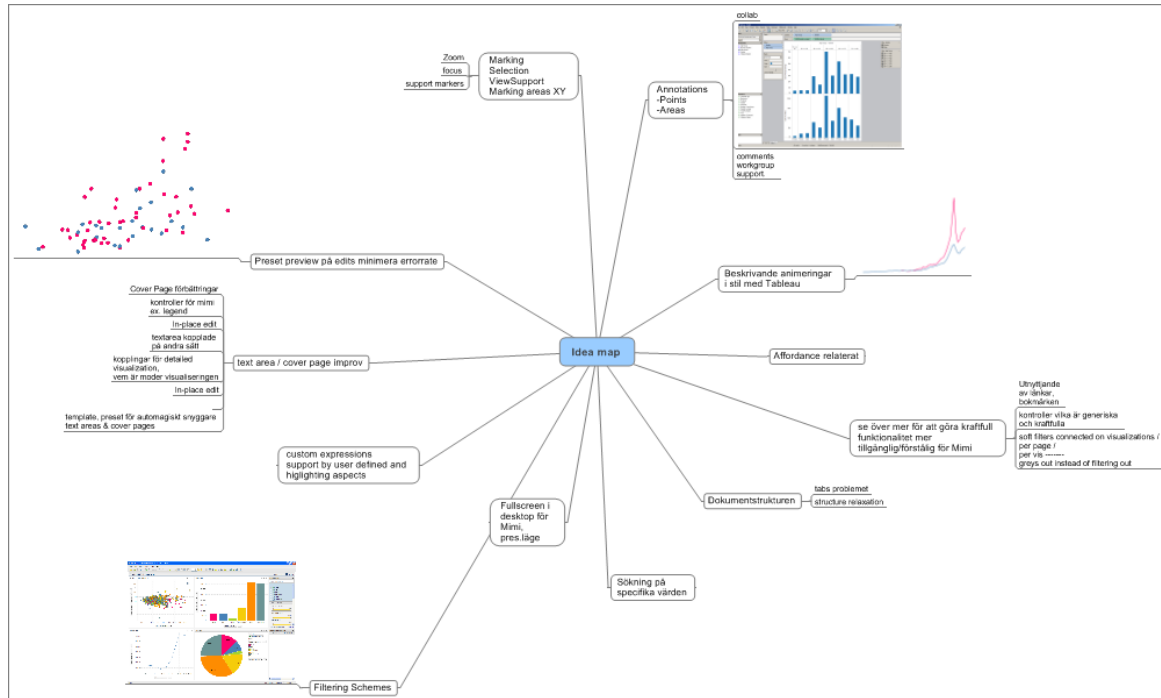 collab
Zoom
focus
support markers
Marking
Selection
ViewSupport
Marking areas XY
Annotations
-Points
-Areas
comments
workgroup
support.
Preset preview på edits minimera errorrate
Beskrivande animeringar
i stil med Tableau
Cover Page förbättringar
kontroller för mimi
ex. legend
In-place edit
textarea kopplade
på andra sätt
kopplingar för detailed
visualization,
vem är moder visualiseringen
In-place edit
template, preset för automagiskt snyggare
text areas & cover pages
text area / cover page improv
Idea map
Affordance relaterat
se över mer för att göra kraftfull
funktionalitet mer
tillgänglig/förstålig för Mimi
Utnyttjande
av länkar,
bokmärken
kontroller vilka är generiska
och kraftfulla
soft filters connected on visualizations /
per page /
per vis -------
greys out instead of filtering out
custom expressions
support by user defined and
higlighting aspects
Fullscreen i
desktop för
Mimi,
pres.läge
Dokumentstrukturen
tabs problemet
structure relaxation
Sökning på
specifika värden
Filtering Schemes